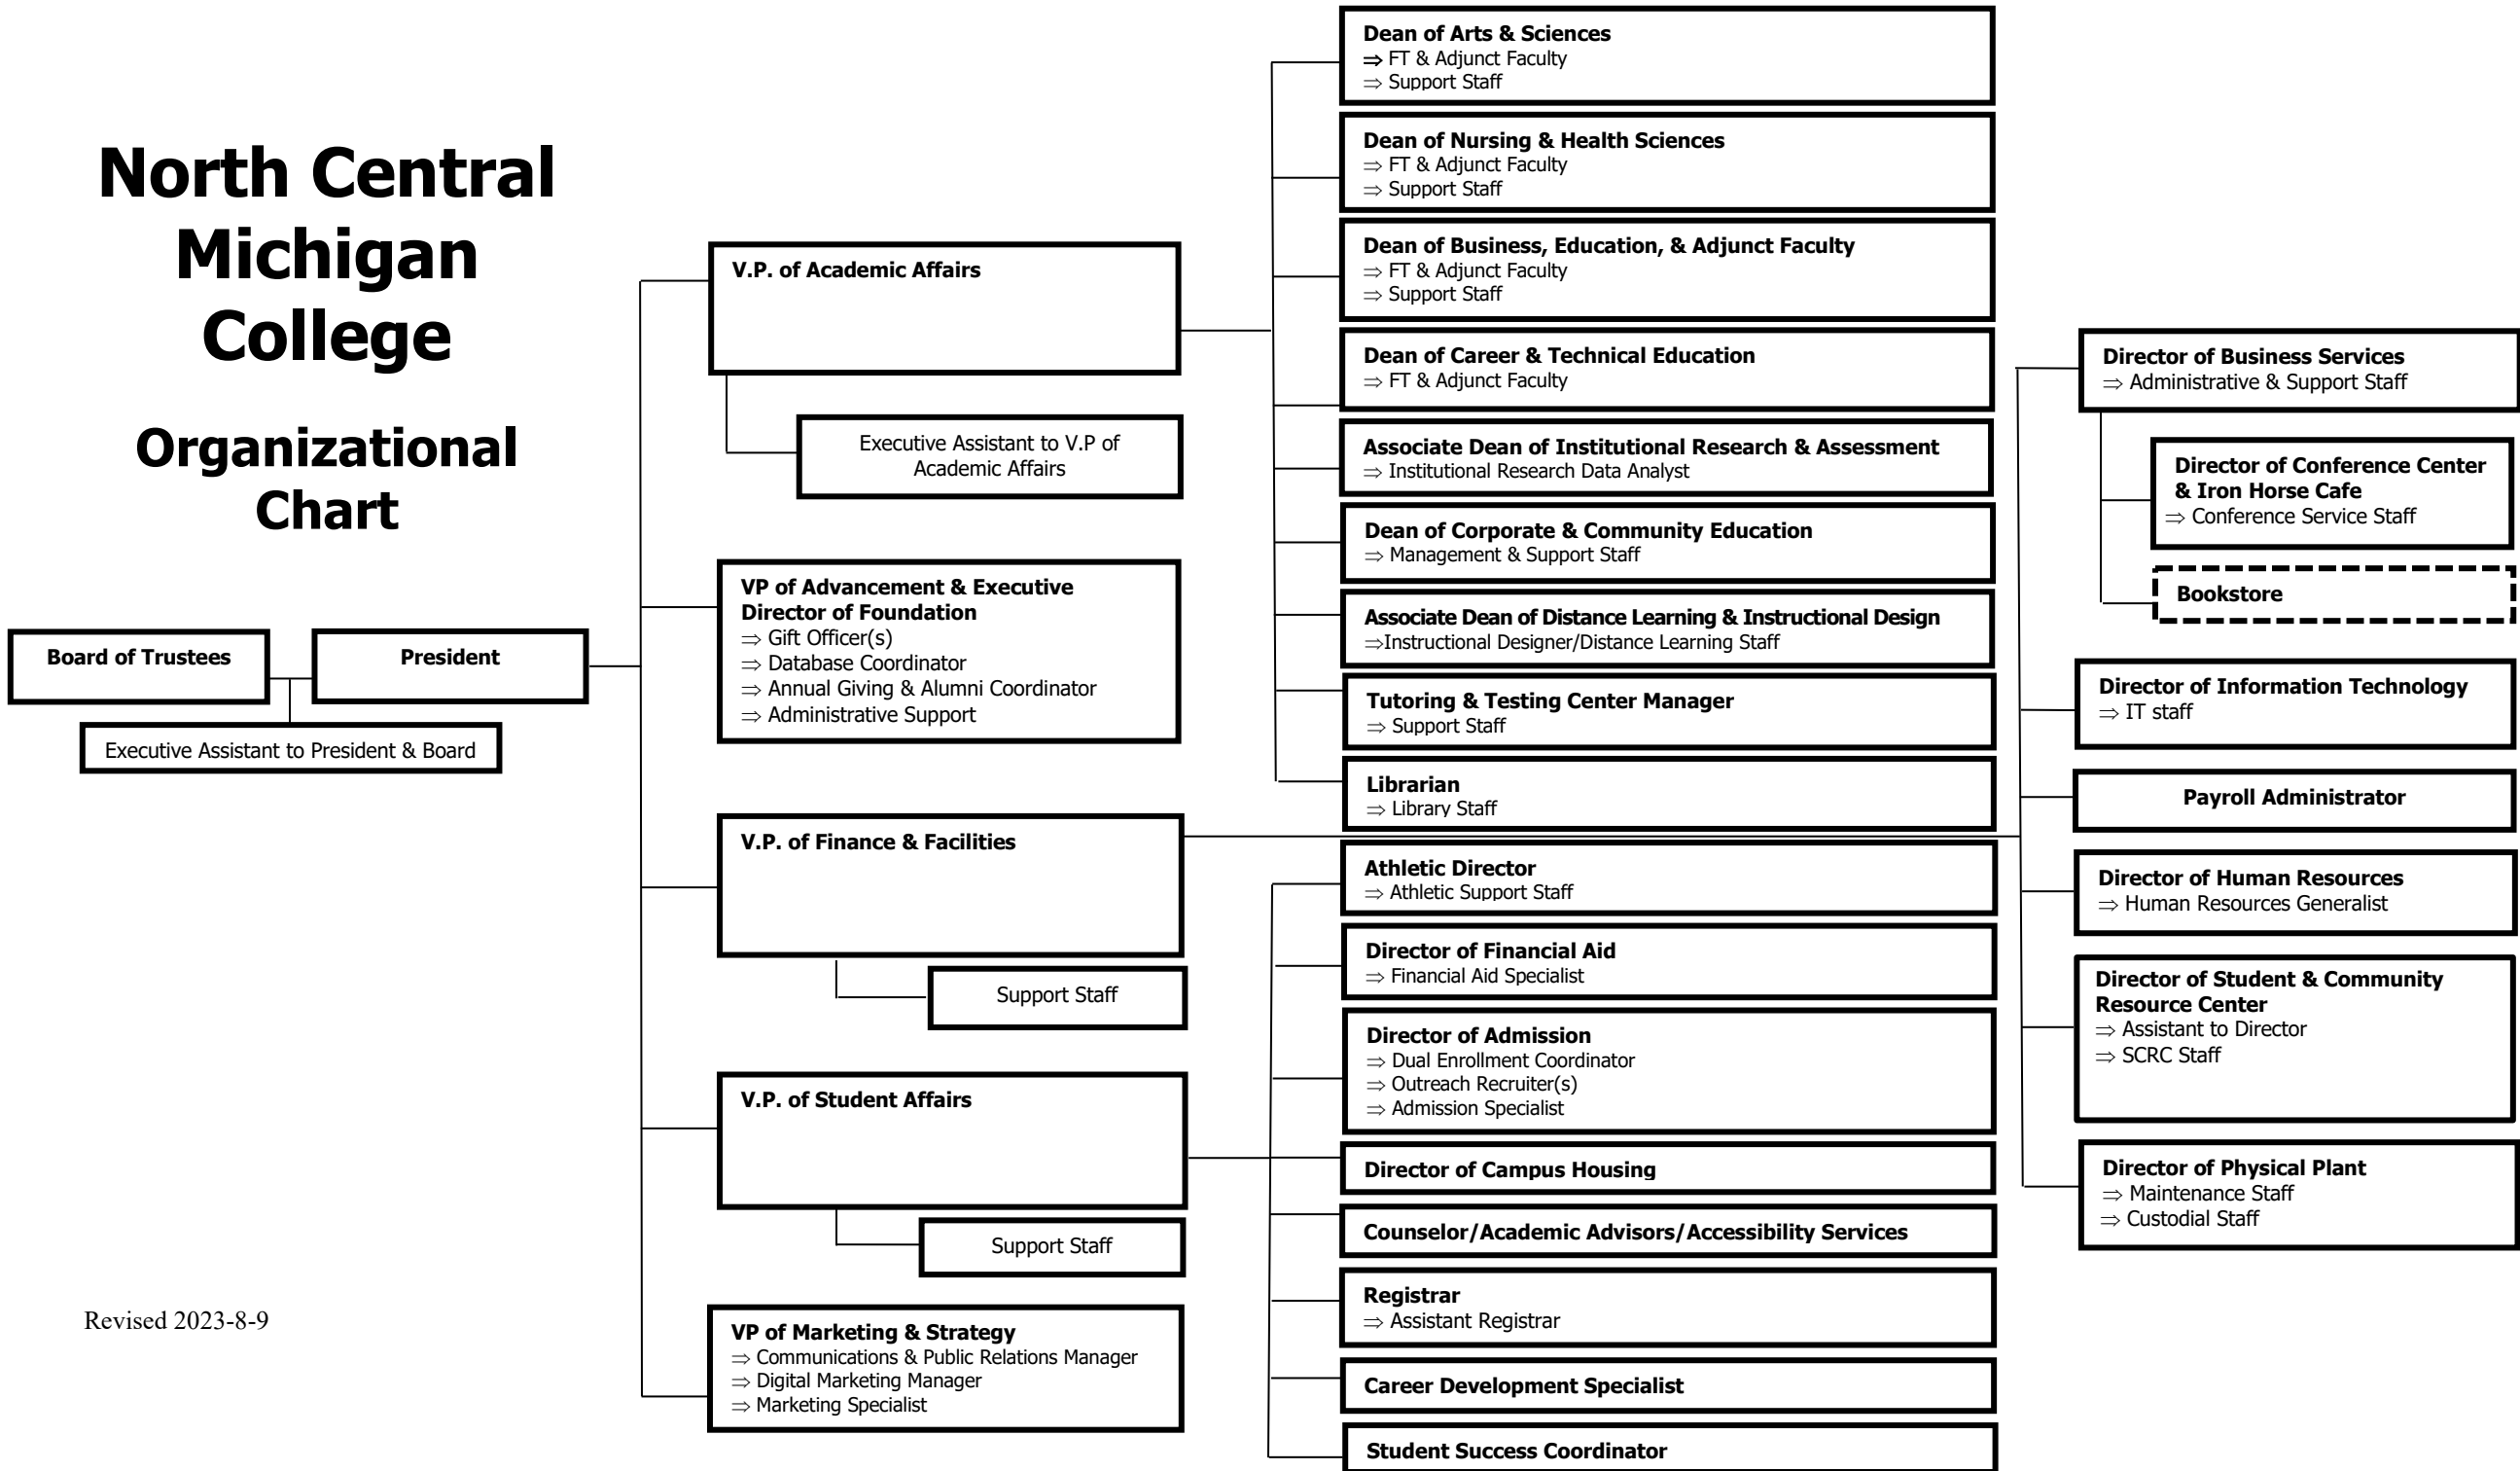 North Central
Michigan
College
Organizational
Chart
Board of Trustees
President
Executive Assistant to President & Board
V.P. of Academic Affairs
Executive Assistant to V.P of
Academic Affairs
VP of Advancement & Executive
Director of Foundation
⇒ Gift Officer(s)
⇒ Database Coordinator
⇒ Annual Giving & Alumni Coordinator
⇒ Administrative Support
V.P. of Finance & Facilities
Support Staff
V.P. of Student Affairs
Support Staff
VP of Marketing & Strategy
⇒ Communications & Public Relations Manager
⇒ Digital Marketing Manager
⇒ Marketing Specialist
Dean of Arts & Sciences
⇒ FT & Adjunct Faculty
⇒ Support Staff
Dean of Nursing & Health Sciences
⇒ FT & Adjunct Faculty
⇒ Support Staff
Dean of Business, Education, & Adjunct Faculty
⇒ FT & Adjunct Faculty
⇒ Support Staff
Dean of Career & Technical Education
⇒ FT & Adjunct Faculty
Associate Dean of Institutional Research & Assessment
⇒ Institutional Research Data Analyst
Dean of Corporate & Community Education
⇒ Management & Support Staff
Associate Dean of Distance Learning & Instructional Design
⇒Instructional Designer/Distance Learning Staff
Tutoring & Testing Center Manager
⇒ Support Staff
Librarian
⇒ Library Staff
Athletic Director
⇒ Athletic Support Staff
Director of Financial Aid
⇒ Financial Aid Specialist
Director of Admission
⇒ Dual Enrollment Coordinator
⇒ Outreach Recruiter(s)
⇒ Admission Specialist
Director of Campus Housing
Counselor/Academic Advisors/Accessibility Services
Registrar
⇒ Assistant Registrar
Career Development Specialist
Student Success Coordinator
Director of Business Services
⇒ Administrative & Support Staff
Director of Conference Center
& Iron Horse Cafe
⇒ Conference Service Staff
Bookstore
Director of Information Technology
⇒ IT staff
Payroll Administrator
Director of Human Resources
⇒ Human Resources Generalist
Director of Student & Community
Resource Center
⇒ Assistant to Director
⇒ SCRC Staff
Director of Physical Plant
⇒ Maintenance Staff
⇒ Custodial Staff
Revised 2023-8-9